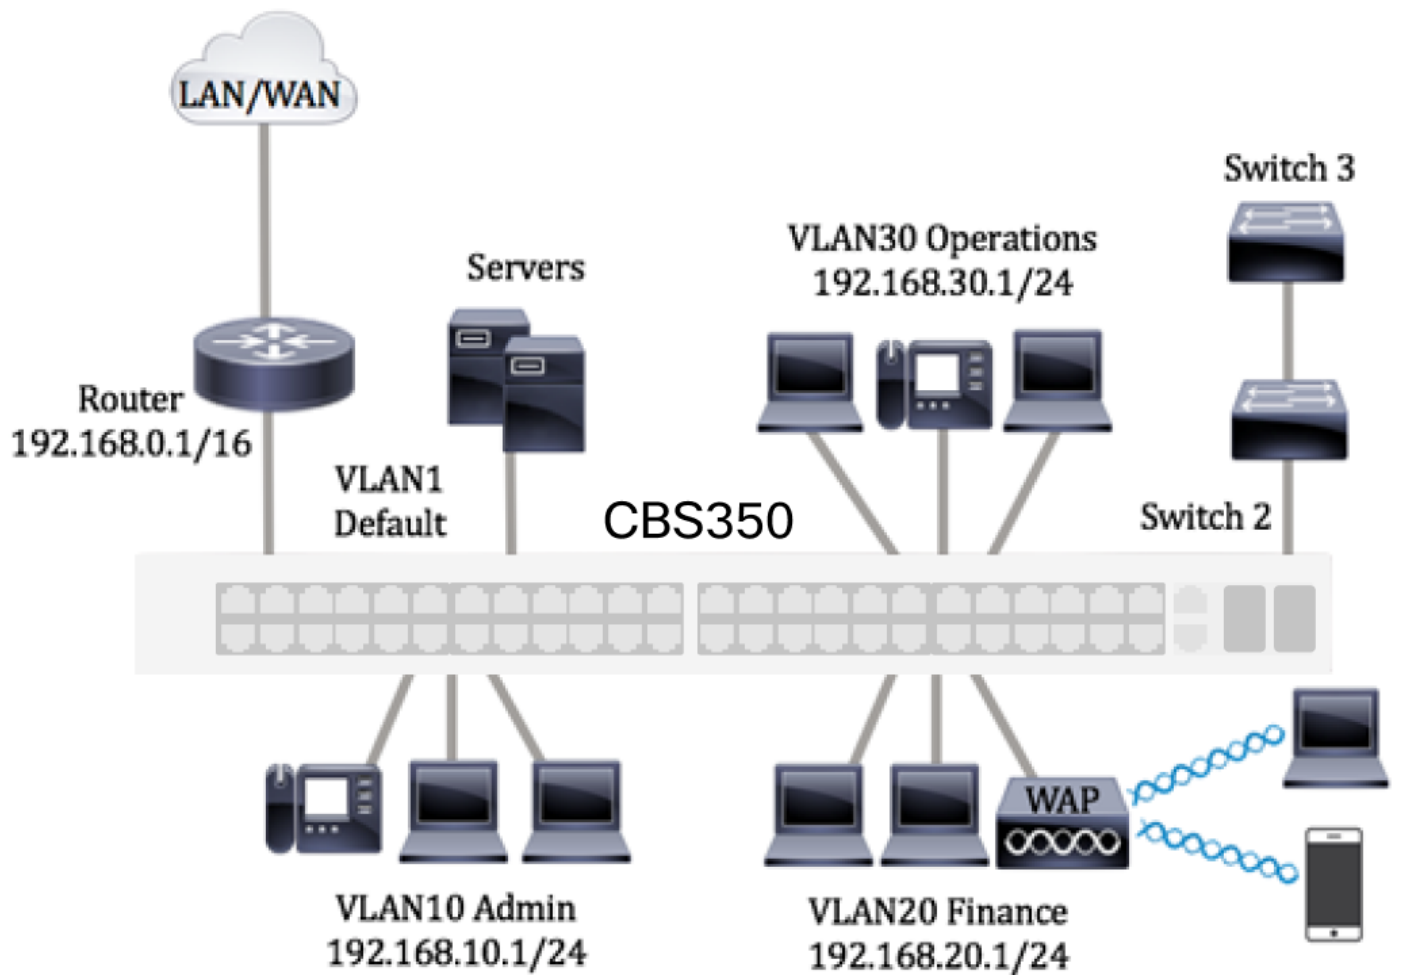 LAN/WAN
Switch 3
VLAN30 Operations
192.168.30.1/24
Servers
Router
192.168.0.1/16
VLAN1
Default
CBS350
Switch 2
WAP
VLAN10 Admin
192.168.10.1/24
VLAN20 Finance
192.168.20.1/24